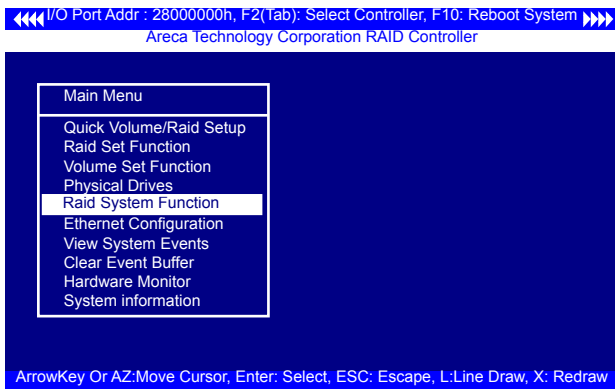 I/O Port Addr : 28000000h, F2(Tab): Select Controller, F10: Reboot System
Areca Technology Corporation RAID Controller
Main Menu
Quick Volume/Raid Setup
Raid Set Function
Volume Set Function
Physical Drives
Raid System Function
Ethernet Configuration
View System Events
Clear Event Buffer
Hardware Monitor
System information
ArrowKey Or AZ:Move Cursor, Enter: Select, ESC: Escape, L:Line Draw, X: Redraw